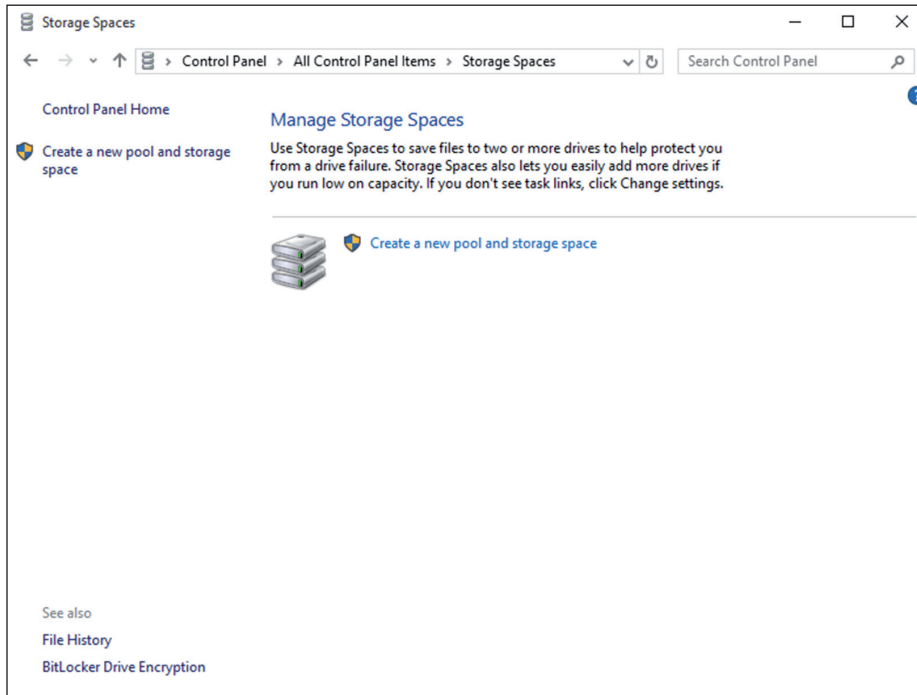 Storage Spaces
Control Panel > All Control Panel Items > Storage Spaces
Search Control Panel
Control Panel Home
Create a new pool and storage
space
Manage Storage Spaces
Use Storage Spaces to save files to two or more drives to help protect you
from a drive failure. Storage Spaces also lets you easily add more drives if
you run low on capacity. If you don't see task links, click Change settings.
Create a new pool and storage space
See also
File History
BitLocker Drive Encryption